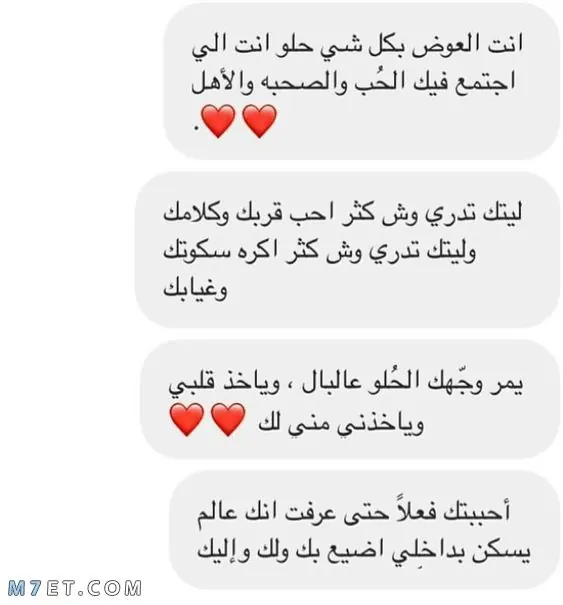 انت العوض بكل شي حلو انت الي
اجتمع فيك الحُب والصحبه والأهل
❤️❤️.
ليتك تدري وش كثر احب قربك وكلامك
وليتك تدري وش كثر اكره سكوتك
وغيابك
يمر وجّهك الحُلو عالبال ، وياخذ قلبي
وياخذني مني لك ❤️❤️
أحببتك فعلاً حتى عرفت انك عالم
يسكن بداخلِي اضيع بك ولك وإليك
M7ET.COM